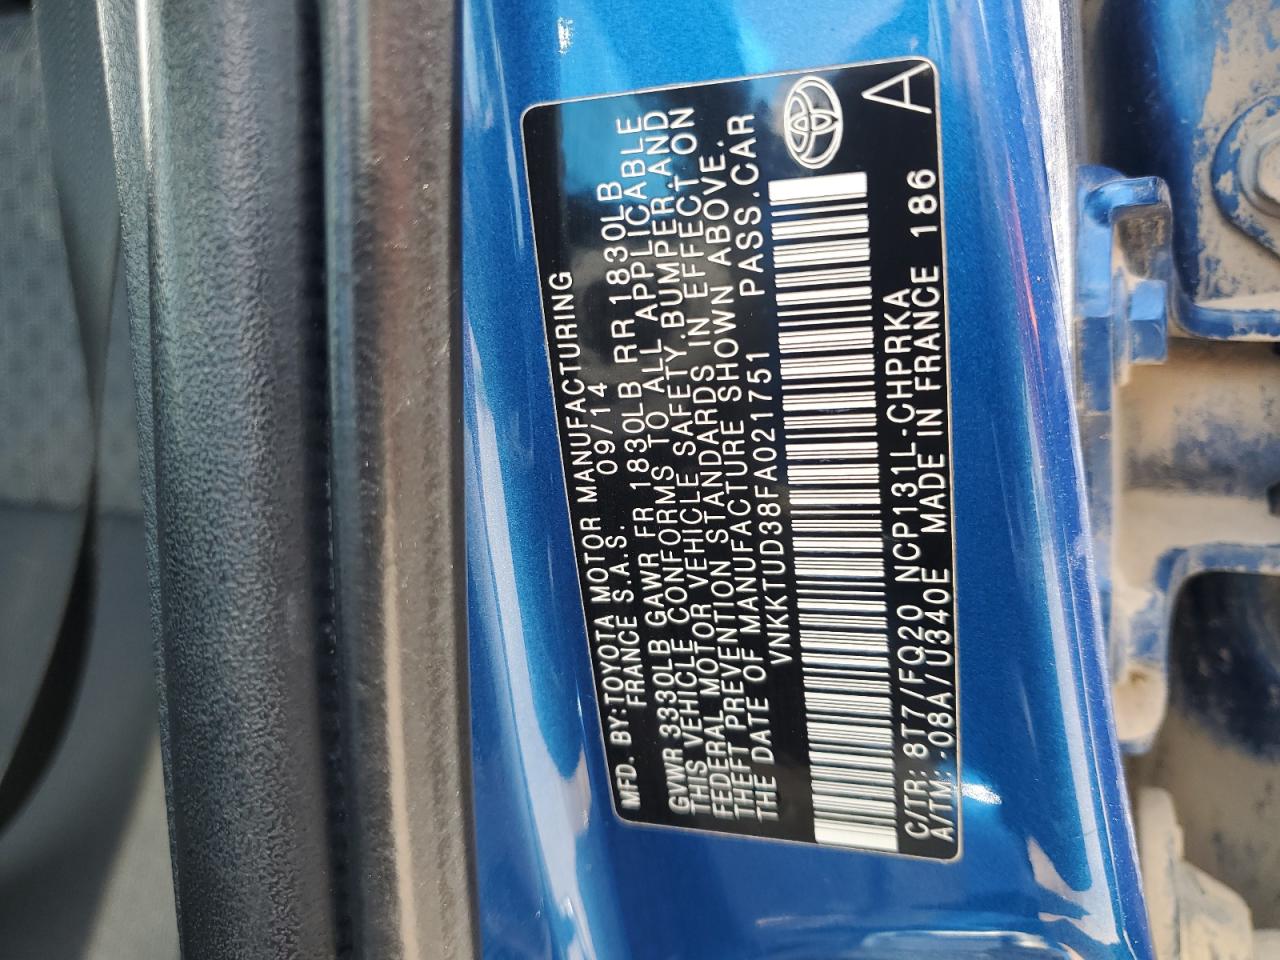 MFD. BY:TOYOTA MOTOR MANUFACTURING
FRANCE S.A.S. 09/14
GVWR 3330LB GAWR FR 1830LB RR 1830LB
THIS VEHICLE CONFORMS TO ALL APPLICABLE
FEDERAL MOTOR VEHICLE SAFETY,BUMPER,AND
THEFT PREVENTION STANDARDS IN EFFECT ON
THE DATE OF MANUFACTURE SHOWN ABOVE.
VNKKTUD38FA021751 PASS.CAR
C/TR: 8T7/FQ20 NCP131L-CHPRKA
A/TM: -08A/U340E MADE IN FRANCE 186
A